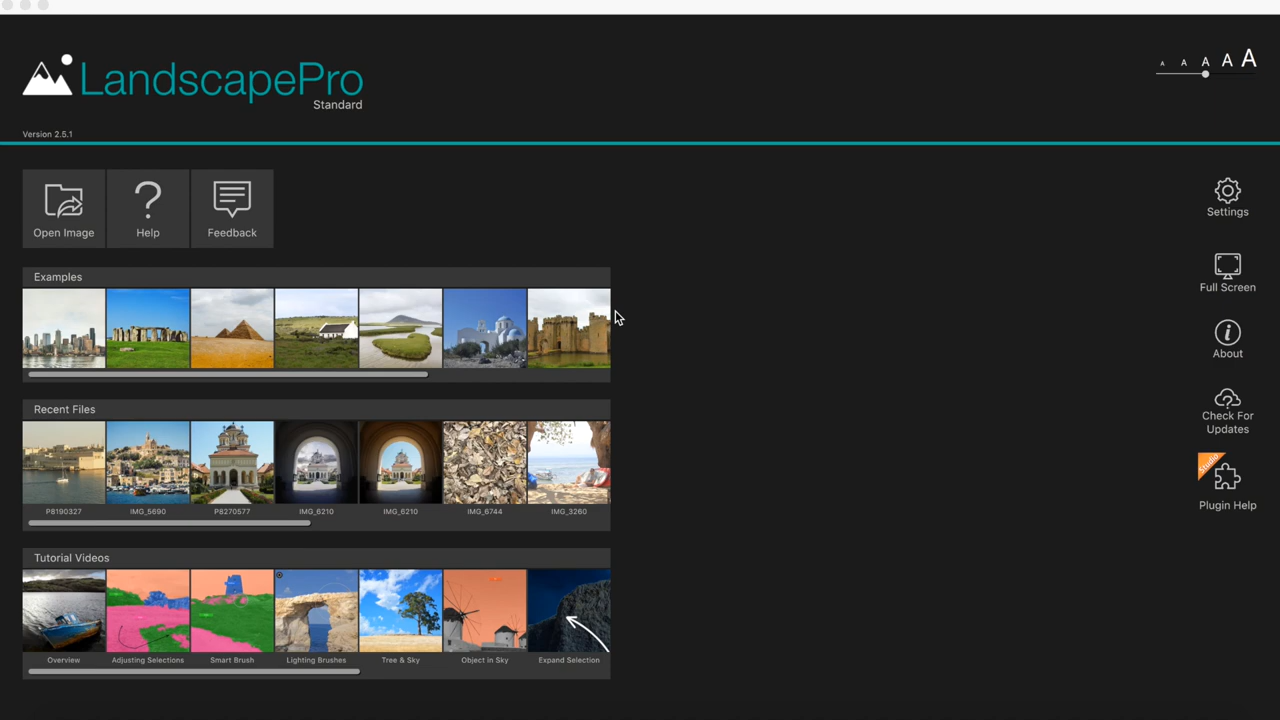 LandscapePro
Standard
A A A A A
Version 2.5.1
Open Image
Help
Feedback
Settings
Full Screen
About
Check For
Updates
Studio
Plugin Help
Examples
Recent Files
P8190327
IMG_5690
P8270577
IMG_6210
IMG_6210
IMG_6744
IMG_3260
Tutorial Videos
Overview
Adjusting Selections
Smart Brush
Lighting Brushes
Tree & Sky
Object in Sky
Expand Selection